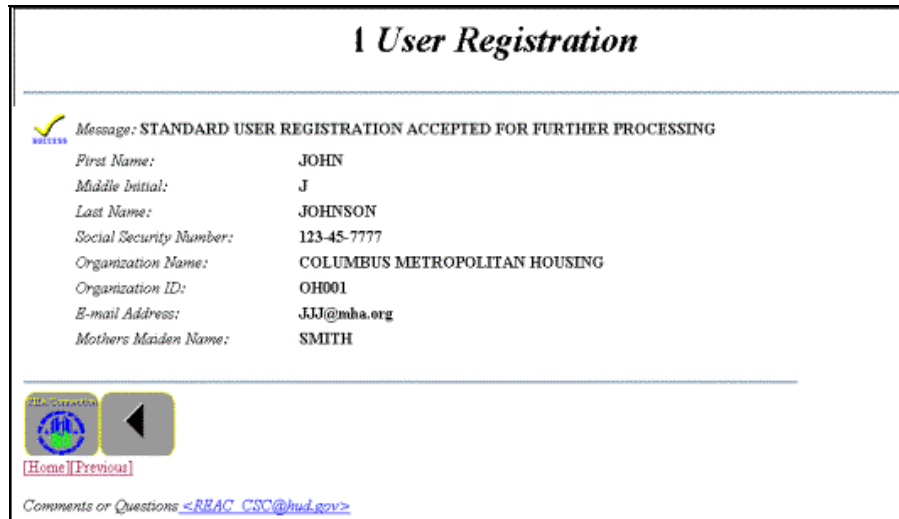 User Registration
SUCCESS
Message: STANDARD USER REGISTRATION ACCEPTED FOR FURTHER PROCESSING
First Name: JOHN
Middle Initial: J
Last Name: JOHNSON
Social Security Number: 123-45-7777
Organization Name: COLUMBUS METROPOLITAN HOUSING
Organization ID: OH001
E-mail Address: JJJ@mha.org
Mothers Maiden Name: SMITH
Connection
[Home][Previous]
Comments or Questions <REAC_CSC@hud.gov>